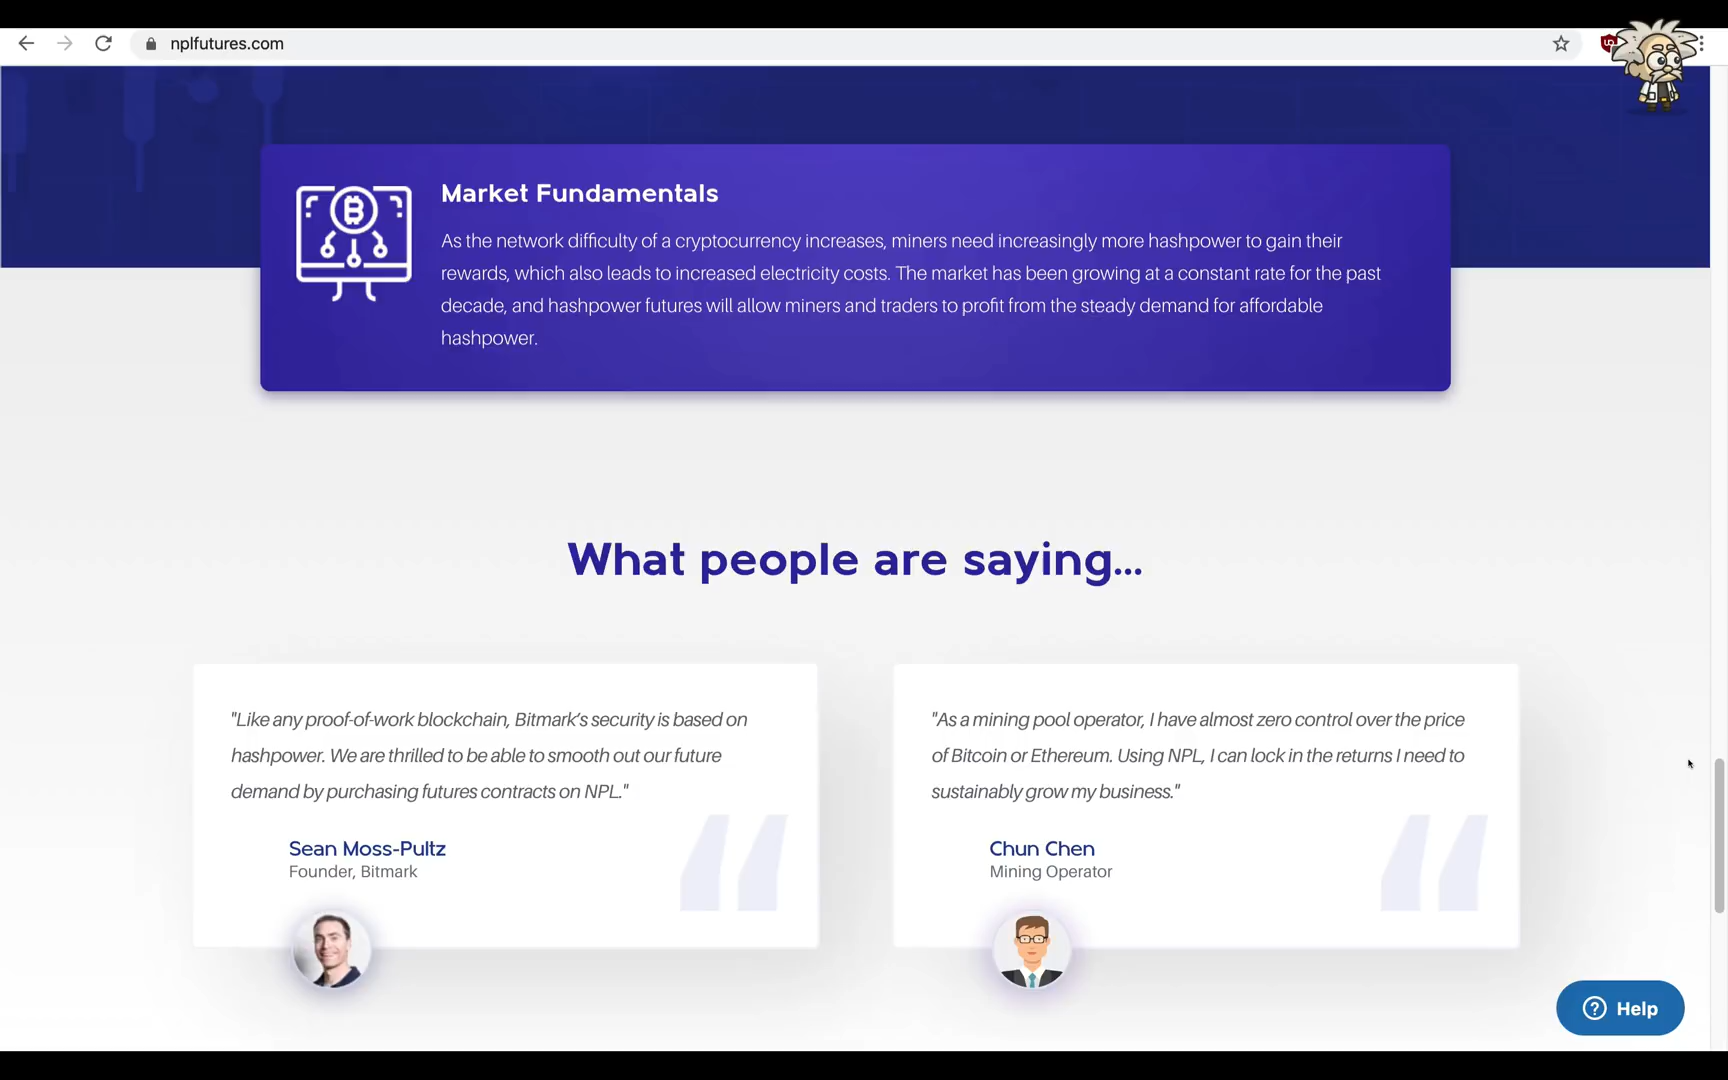 nplfutures.com
Market Fundamentals
As the network difficulty of a cryptocurrency increases, miners need increasingly more hashpower to gain their
rewards, which also leads to increased electricity costs. The market has been growing at a constant rate for the past
decade, and hashpower futures will allow miners and traders to profit from the steady demand for affordable
hashpower.
What people are saying...
"Like any proof-of-work blockchain, Bitmark’s security is based on
hashpower. We are thrilled to be able to smooth out our future
demand by purchasing futures contracts on NPL."
Sean Moss-Pultz
Founder, Bitmark
"As a mining pool operator, I have almost zero control over the price
of Bitcoin or Ethereum. Using NPL, I can lock in the returns I need to
sustainably grow my business."
Chun Chen
Mining Operator
Help